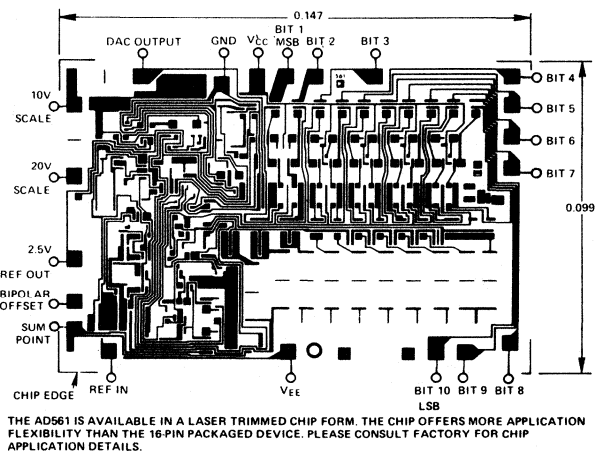 0.147
BIT 1
DAC OUTPUT
GND
VCC
MSB
BIT 2
BIT 3
561
BIT 4
10V
SCALE
BIT 5
BIT 6
20V
SCALE
BIT 7
0.099
2.5V
REF OUT
BIPOLAR
OFFSET
SUM
POINT
CHIP EDGE
REF IN
VEE
BIT 10
LSB
BIT 9
BIT 8
THE AD561 IS AVAILABLE IN A LASER TRIMMED CHIP FORM. THE CHIP OFFERS MORE APPLICATION
FLEXIBILITY THAN THE 16-PIN PACKAGED DEVICE. PLEASE CONSULT FACTORY FOR CHIP
APPLICATION DETAILS.